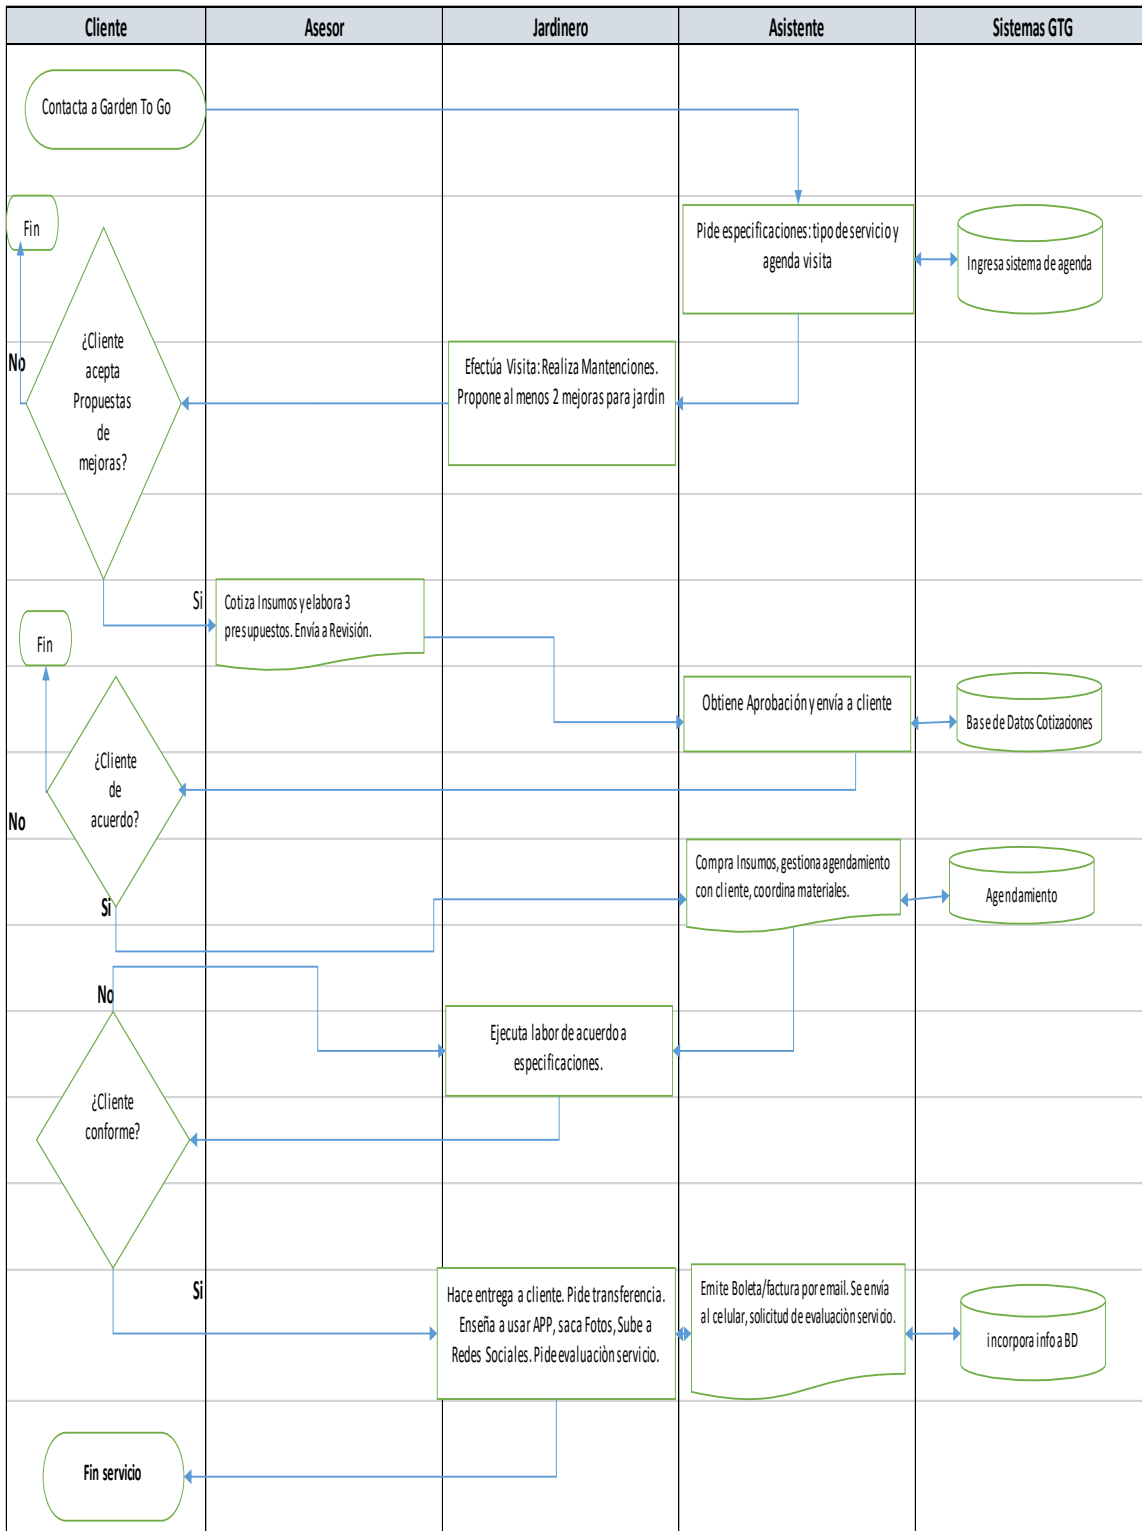 Cliente
Asesor
Jardinero
Asistente
Sistemas GTG
Contacta a Garden To Go
Fin
Pide especificaciones: tipo de servicio y
agenda visita
Ingresa sistema de agenda
¿Cliente
acepta
Propuestas
de
mejoras?
No
Efectúa Visita: Realiza Mantenciones.
Propone al menos 2 mejoras para jardin
Si
Cotiza Insumos y elabora 3
presupuestos. Envía a Revisión.
Fin
Obtiene Aprobación y envía a cliente
Base de Datos Cotizaciones
¿Cliente
de
acuerdo?
No
Si
Compra Insumos, gestiona agendamiento
con cliente, coordina materiales.
Agendamiento
No
Ejecuta labor de acuerdo a
especificaciones.
¿Cliente
conforme?
Si
Hace entrega a cliente. Pide transferencia.
Enseña a usar APP, saca Fotos, Sube a
Redes Sociales. Pide evaluaciòn servicio.
Emite Boleta/factura por email. Se envía
al celular, solicitud de evaluaciòn servicio.
incorpora info a BD
Fin servicio